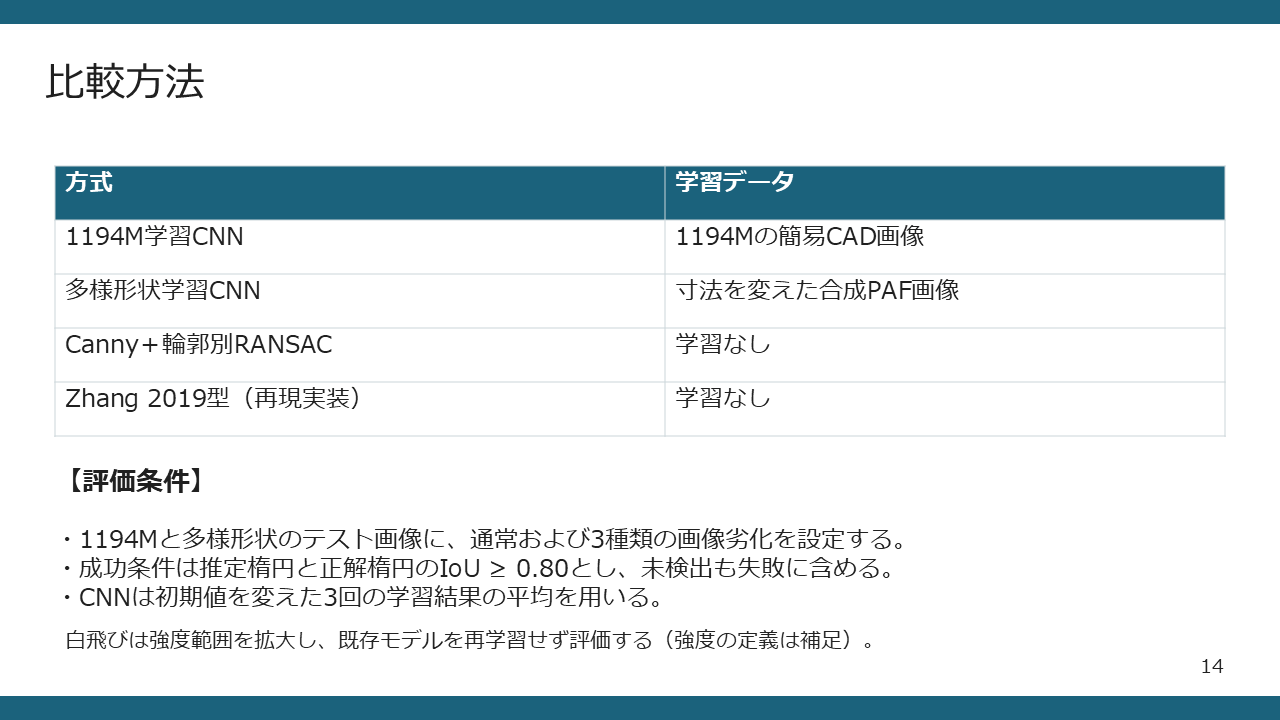 比較方法
方式 学習データ
1194M学習CNN 1194Mの簡易CAD画像
多様形状学習CNN 寸法を変えた合成PAF画像
Canny＋輪郭別RANSAC 学習なし
Zhang 2019型（再現実装） 学習なし
【評価条件】
・1194Mと多様形状のテスト画像に、通常および3種類の画像劣化を設定する。
・成功条件は推定楕円と正解楕円のIoU ≥ 0.80とし、未検出も失敗に含める。
・CNNは初期値を変えた3回の学習結果の平均を用いる。
白飛びは強度範囲を拡大し、既存モデルを再学習せず評価する（強度の定義は補足）。
14